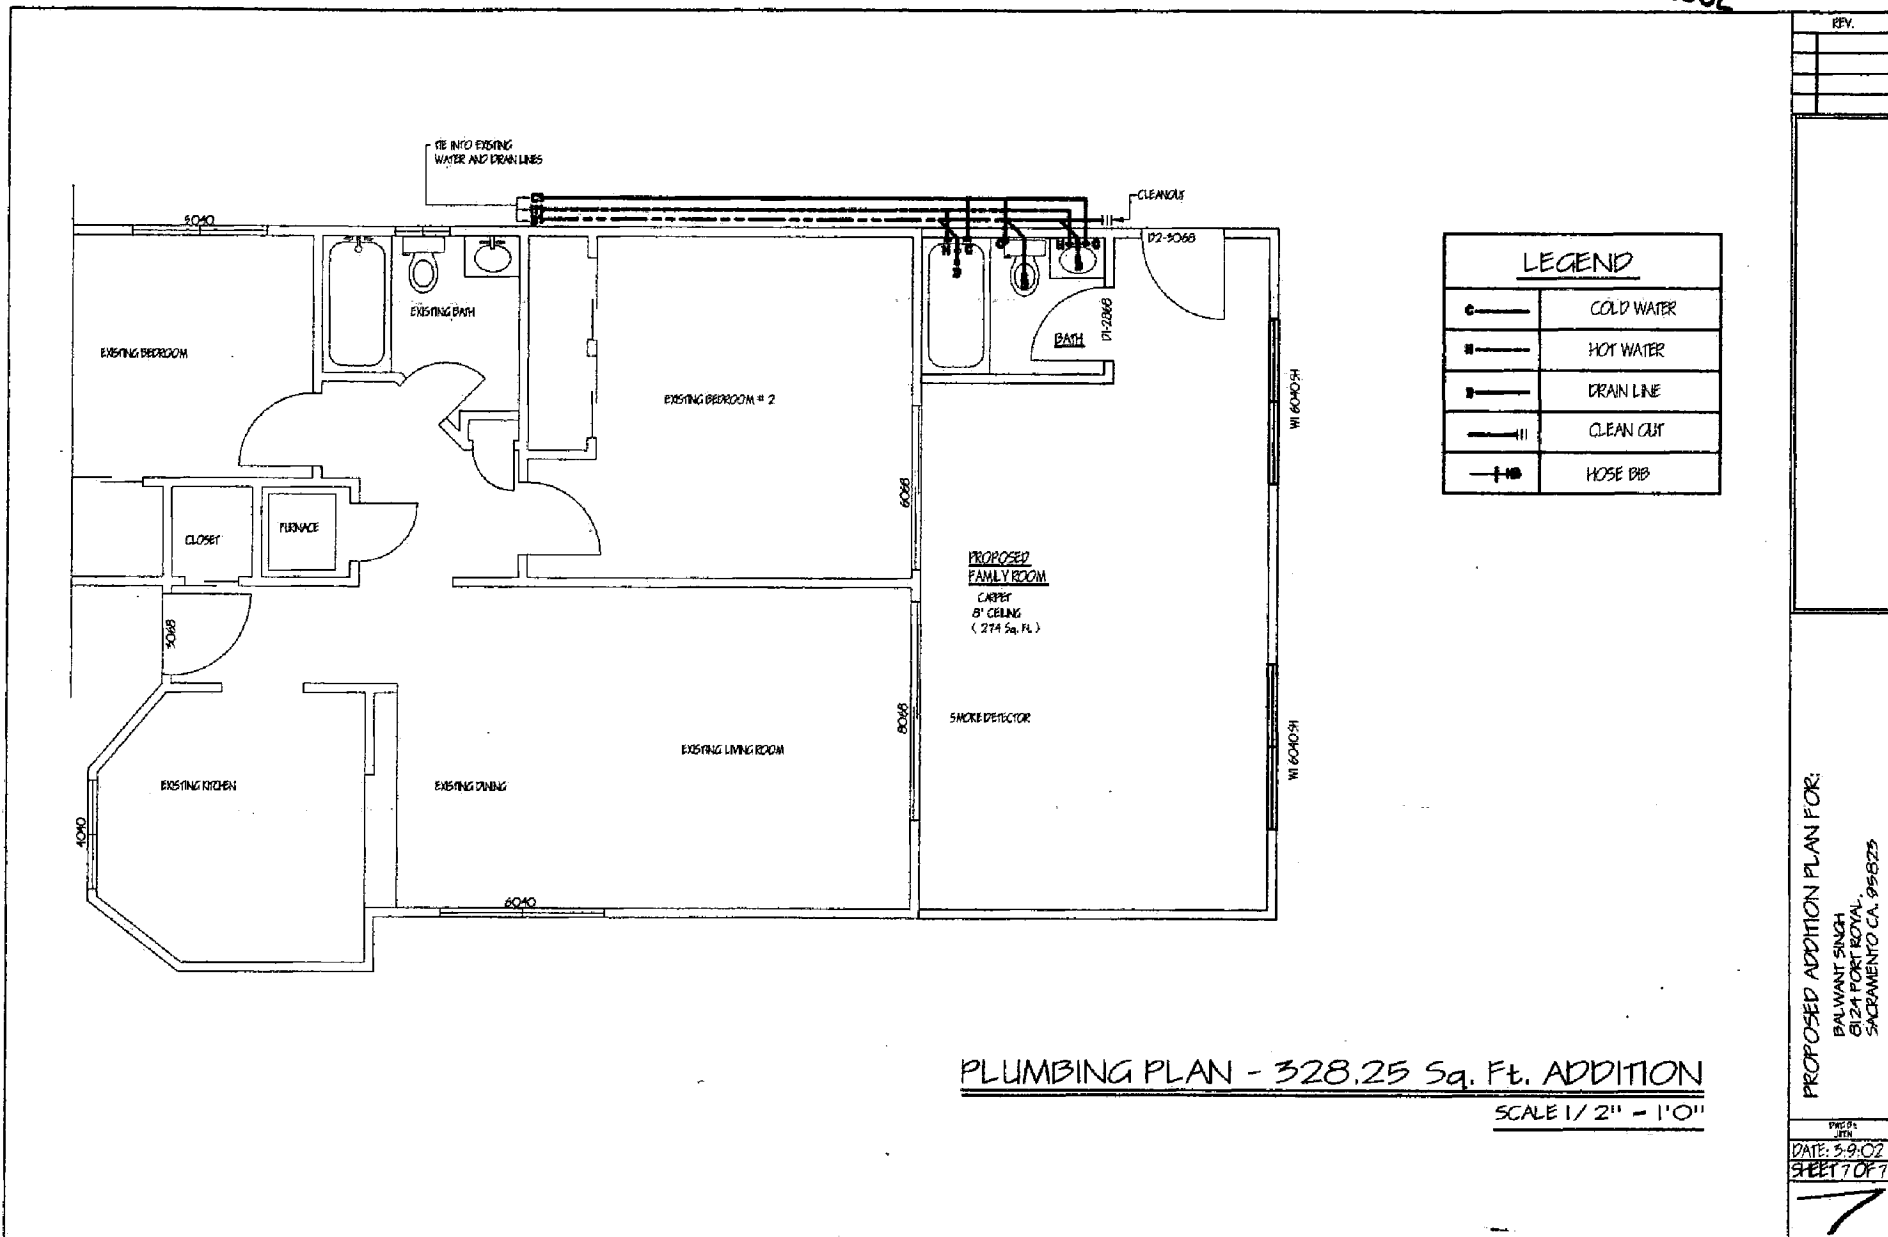 REV.
TIE INTO EXISTING
WATER AND DRAIN LINES
CLEANOUT
5040
D2-3068
LEGEND
C COLD WATER
H HOT WATER
D DRAIN LINE
CLEAN OUT
HOSE BIB
EXISTING BATH
BATH
D1-2868
EXISTING BEDROOM
EXISTING BEDROOM # 2
W1 6040SH
6068
CLOSET
FURNACE
PROPOSED
FAMILY ROOM
CARPET
8' CEILING
( 274 Sq. Ft. )
3068
8068
SMOKE DETECTOR
EXISTING LIVING ROOM
W1 6040SH
EXISTING KITCHEN
EXISTING DINING
4040
6040
PROPOSED ADDITION PLAN FOR:
BALWANT SINGH
8124 PORT ROYAL,
SACRAMENTO CA. 95823
PLUMBING PLAN - 328.25 Sq. Ft. ADDITION
SCALE 1/2" - 1'0"
DATE: 3-9-02
SHEET 7 OF 7
7